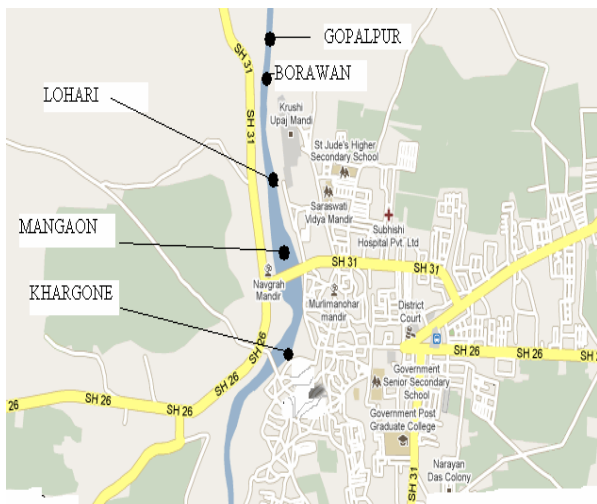 GOPALPUR
BORAWAN
LOHARI
SH 31
SH 31
Krushi
Upaj Mandi
St Jude's Higher
Secondary School
Saraswati
Vidya Mandir
Subhishi
Hospital Pvt. Ltd
MANGAON
SH 31
SH 31
Navgrah
Mandir
KHARGONE
Murlimanohar
mandir
District
Court
SH 26
SH 26
SH 26
SH 26
Government
Senior Secondary
School
26
SH 26
SH 26
Government Post
Graduate College
Narayan
Das Colony
SH 31